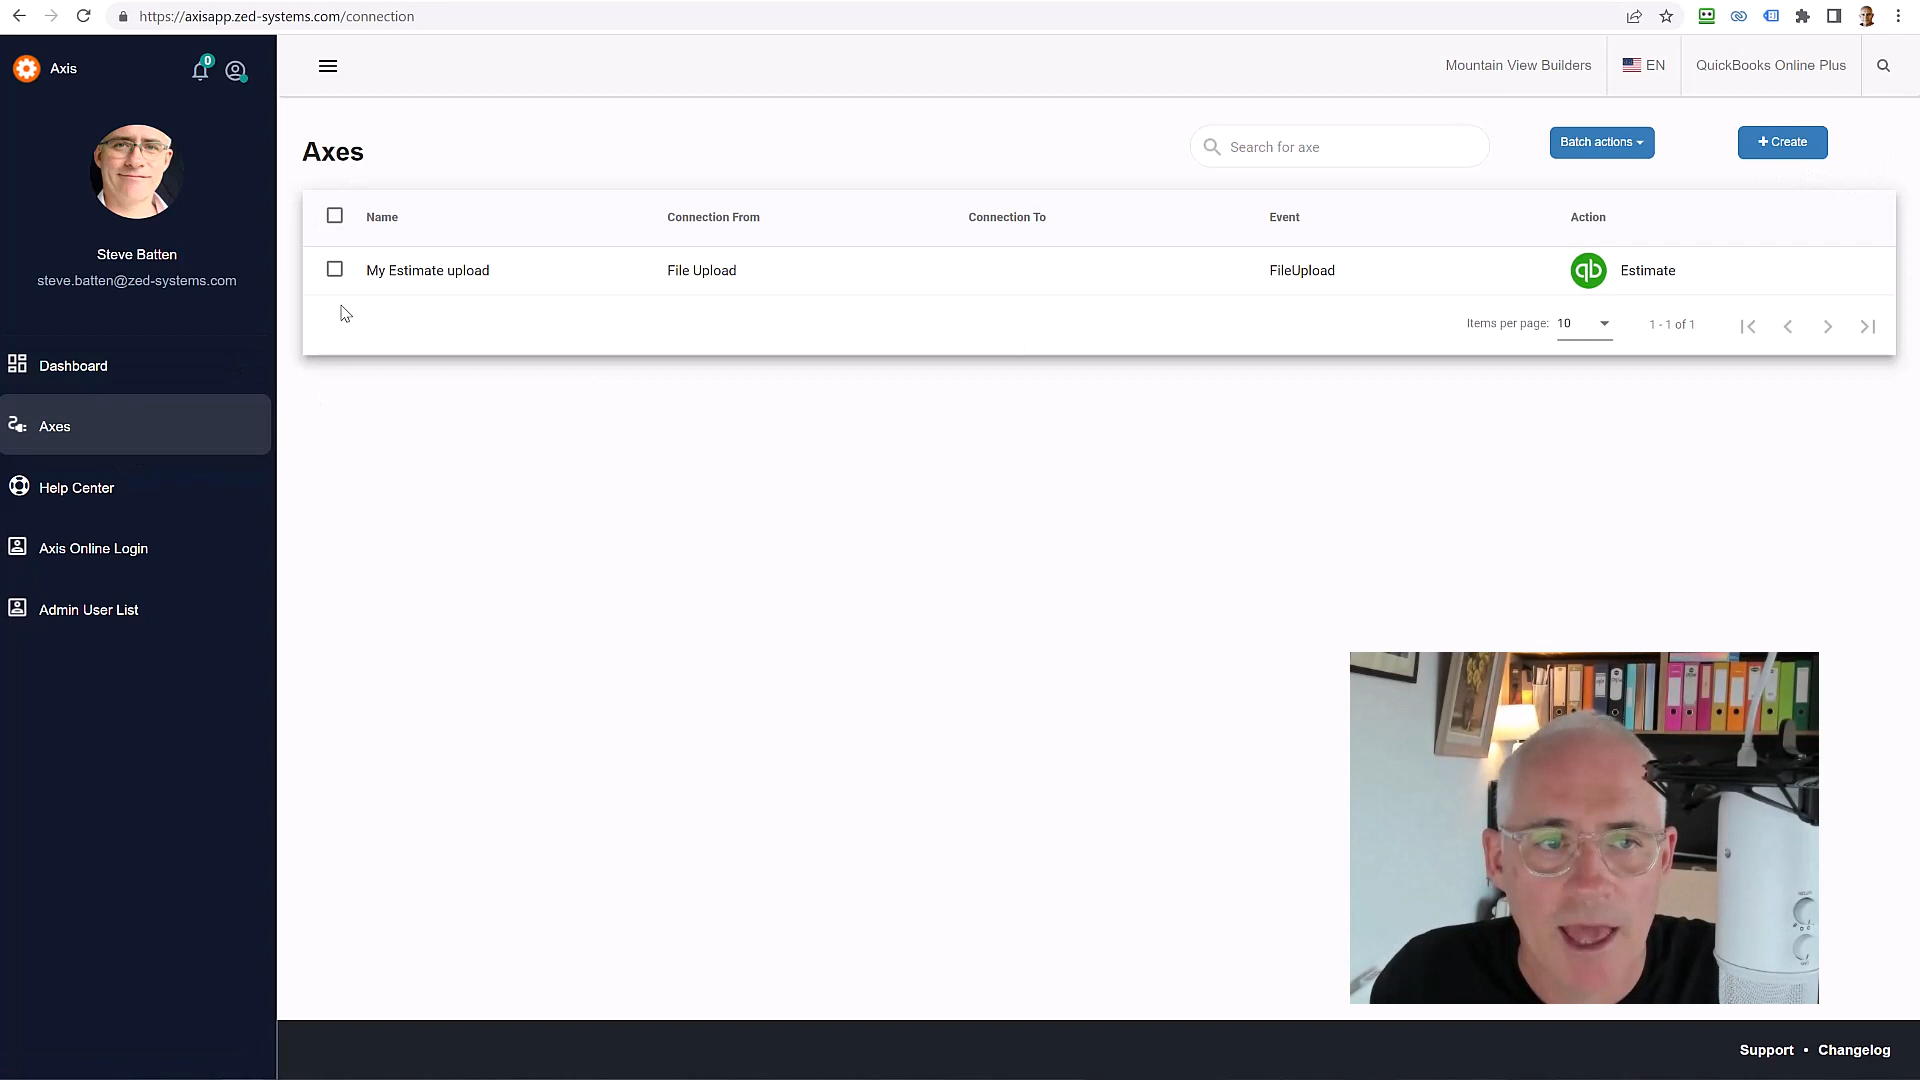 https://axisapp.zed-systems.com/connection
Axis
0
Mountain View Builders
EN
QuickBooks Online Plus
Steve Batten
steve.batten@zed-systems.com
Dashboard
Axes
Help Center
Axis Online Login
Admin User List
Axes
Search for axe
Batch actions
+ Create
Name Connection From Connection To Event Action
My Estimate upload File Upload FileUpload qb Estimate
Items per page: 10 1 - 1 of 1
Support • Changelog